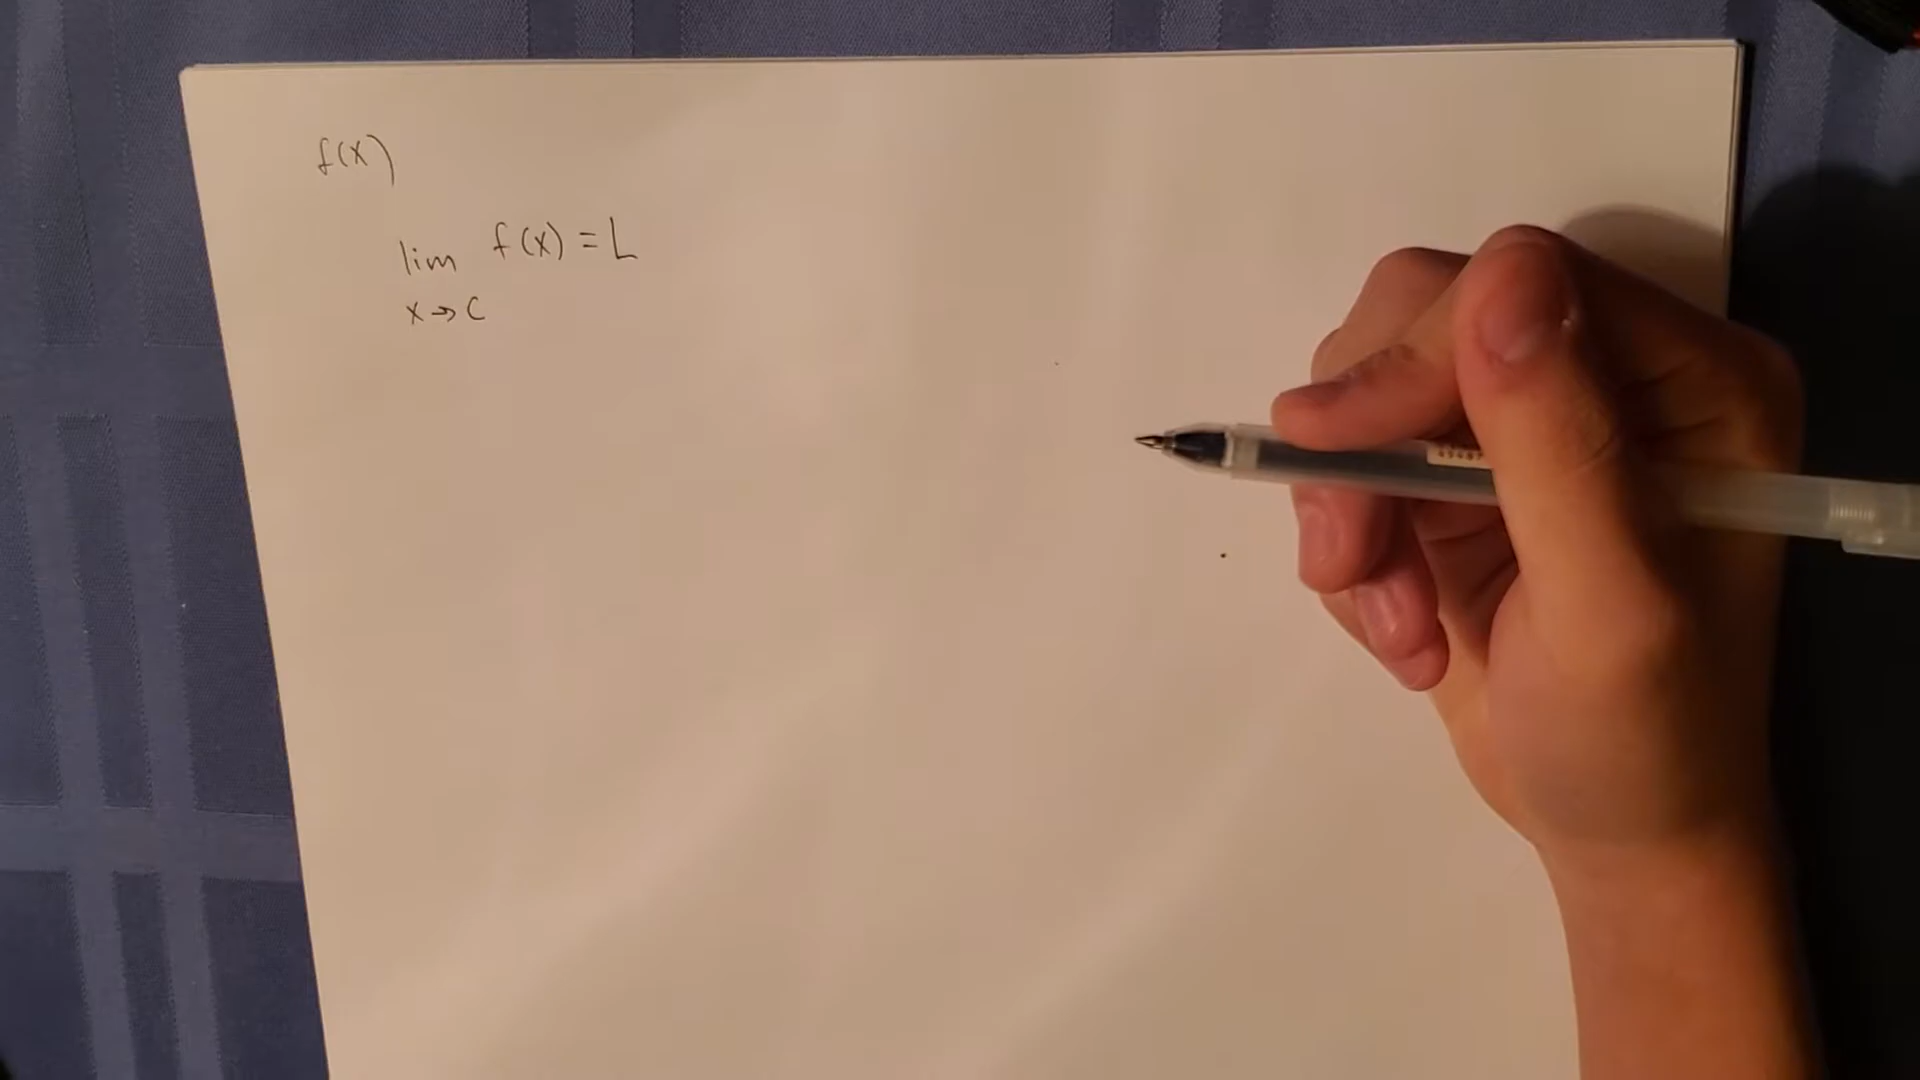 f(x)
lim f(x) = L
x→c